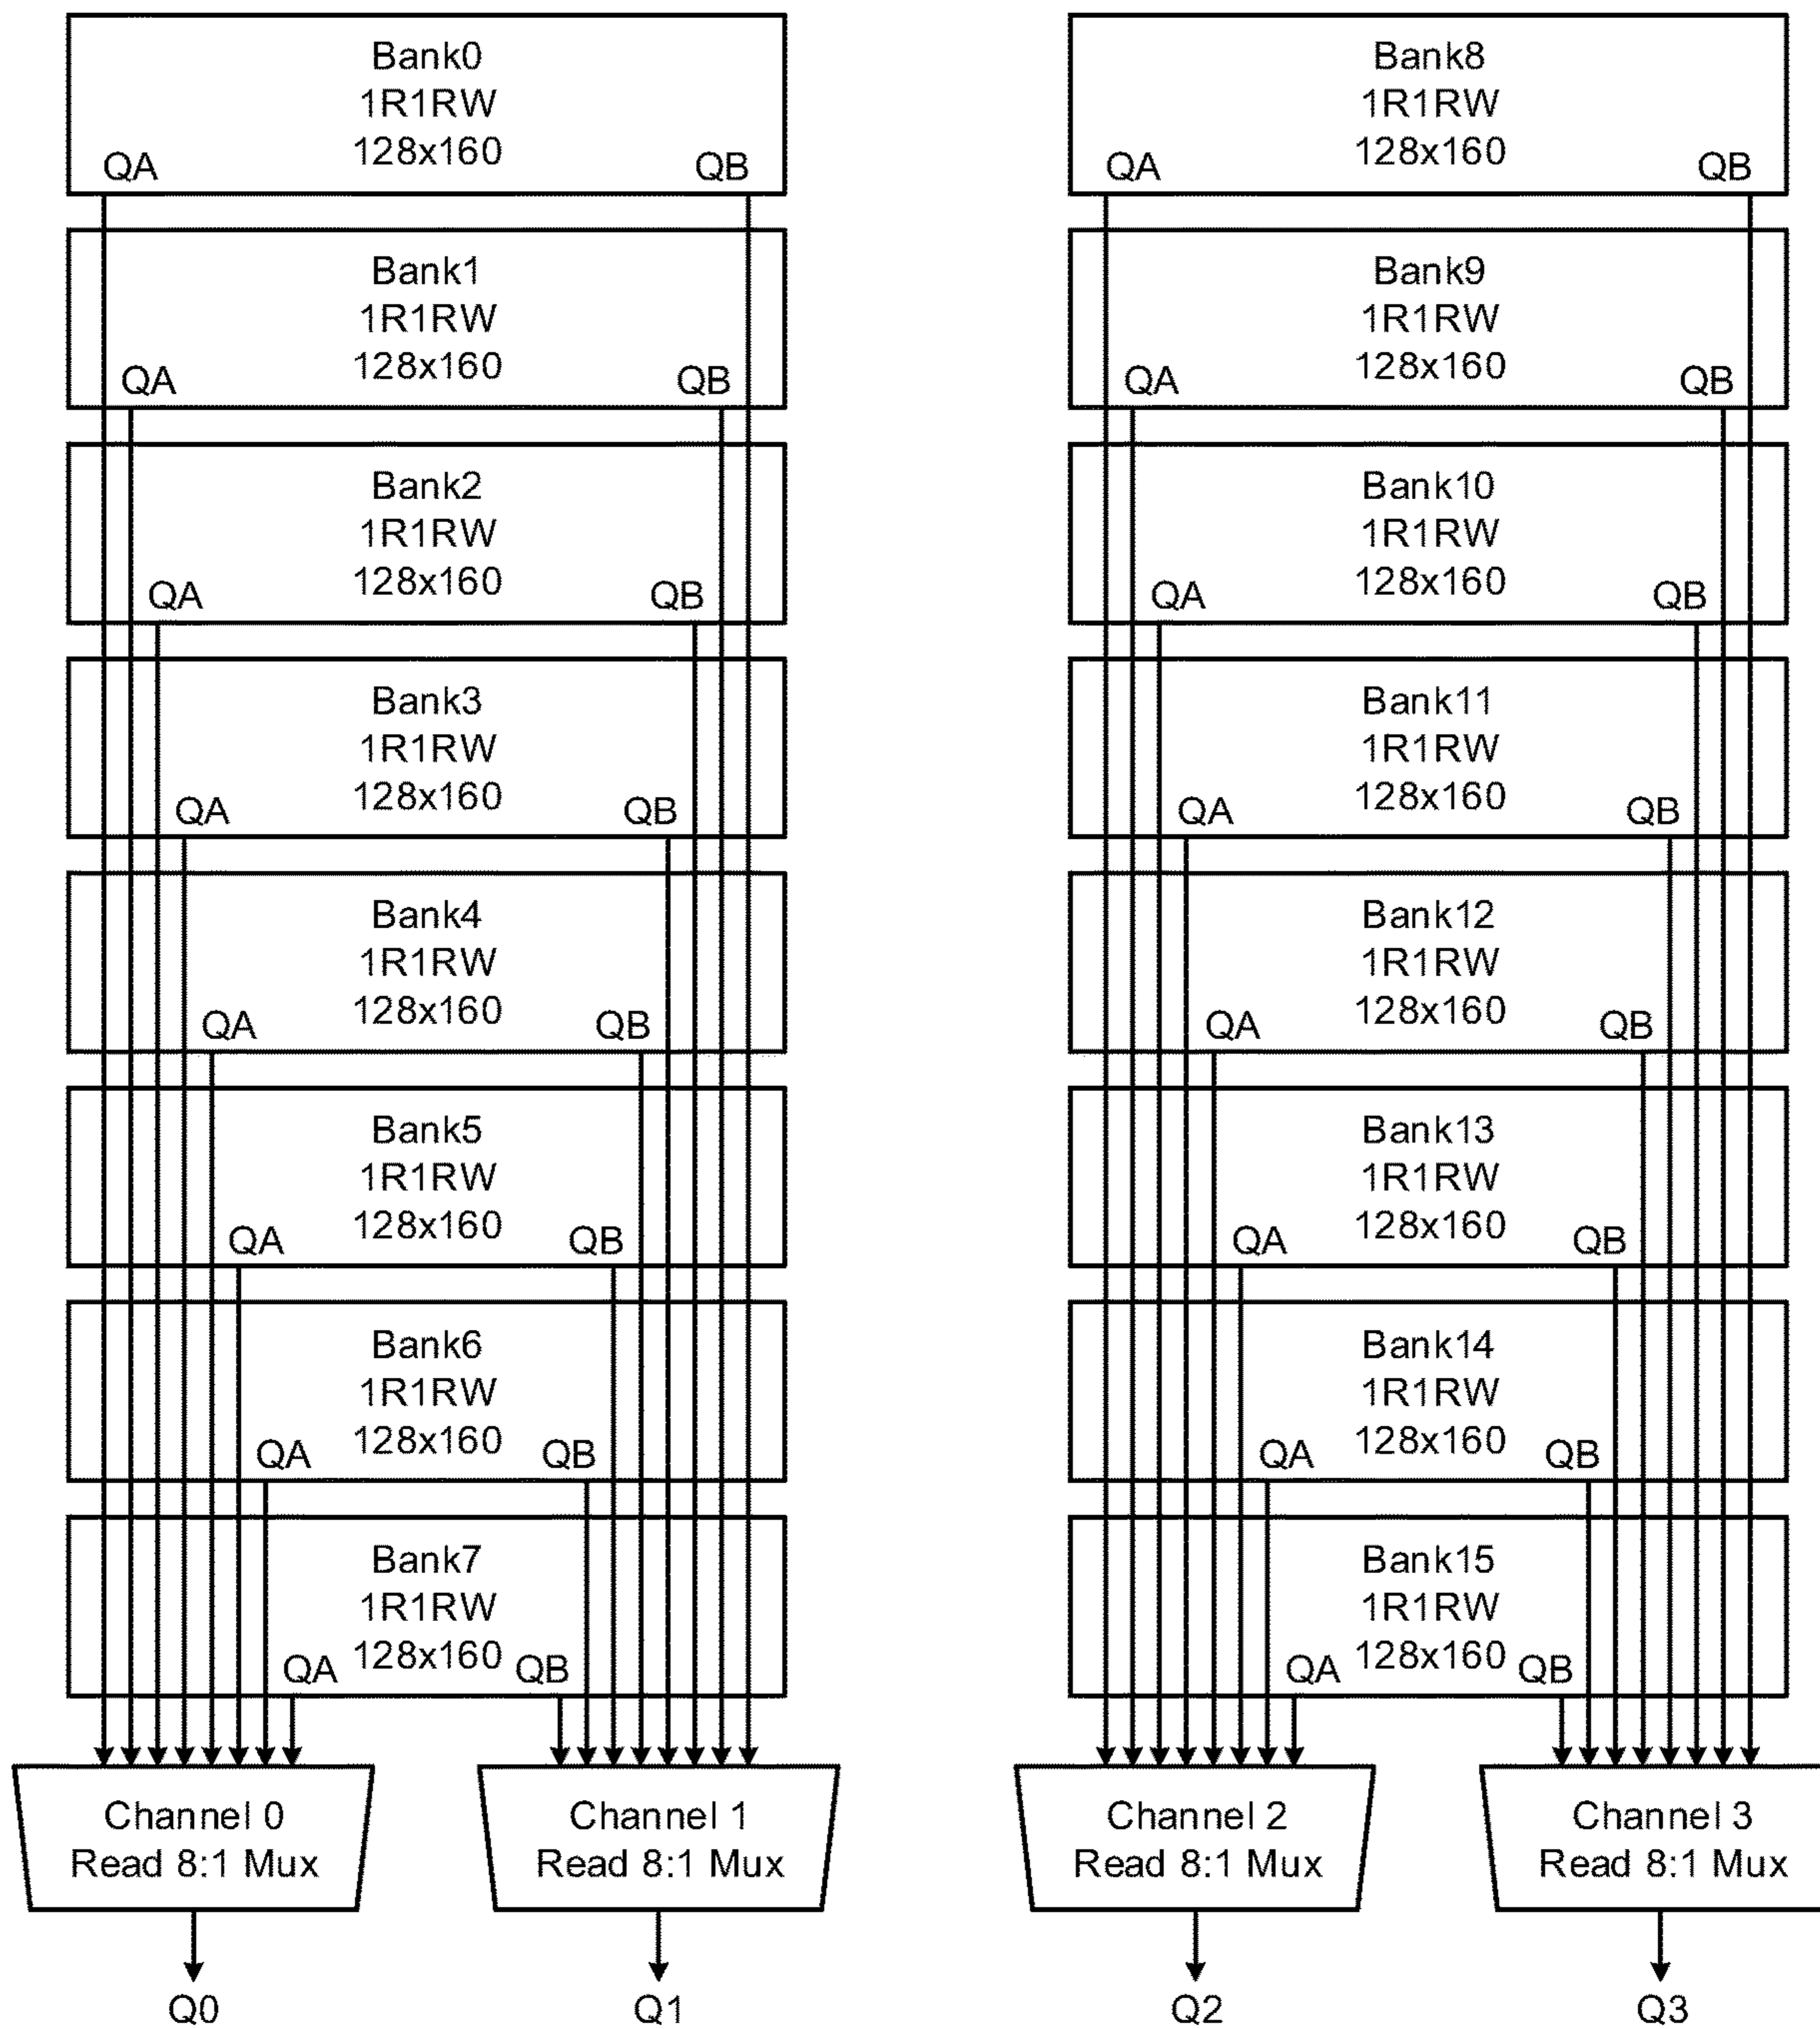 Bank0
1R1RW
128x160
QA
QB
Bank1
1R1RW
128x160
QA
QB
Bank2
1R1RW
128x160
QA
QB
Bank3
1R1RW
128x160
QA
QB
Bank4
1R1RW
128x160
QA
QB
Bank5
1R1RW
128x160
QA
QB
Bank6
1R1RW
128x160
QA
QB
Bank7
1R1RW
128x160
QA
QB
Channel 0
Read 8:1 Mux
Channel 1
Read 8:1 Mux
Q0
Q1
Bank8
1R1RW
128x160
QA
QB
Bank9
1R1RW
128x160
QA
QB
Bank10
1R1RW
128x160
QA
QB
Bank11
1R1RW
128x160
QA
QB
Bank12
1R1RW
128x160
QA
QB
Bank13
1R1RW
128x160
QA
QB
Bank14
1R1RW
128x160
QA
QB
Bank15
1R1RW
128x160
QA
QB
Channel 2
Read 8:1 Mux
Channel 3
Read 8:1 Mux
Q2
Q3